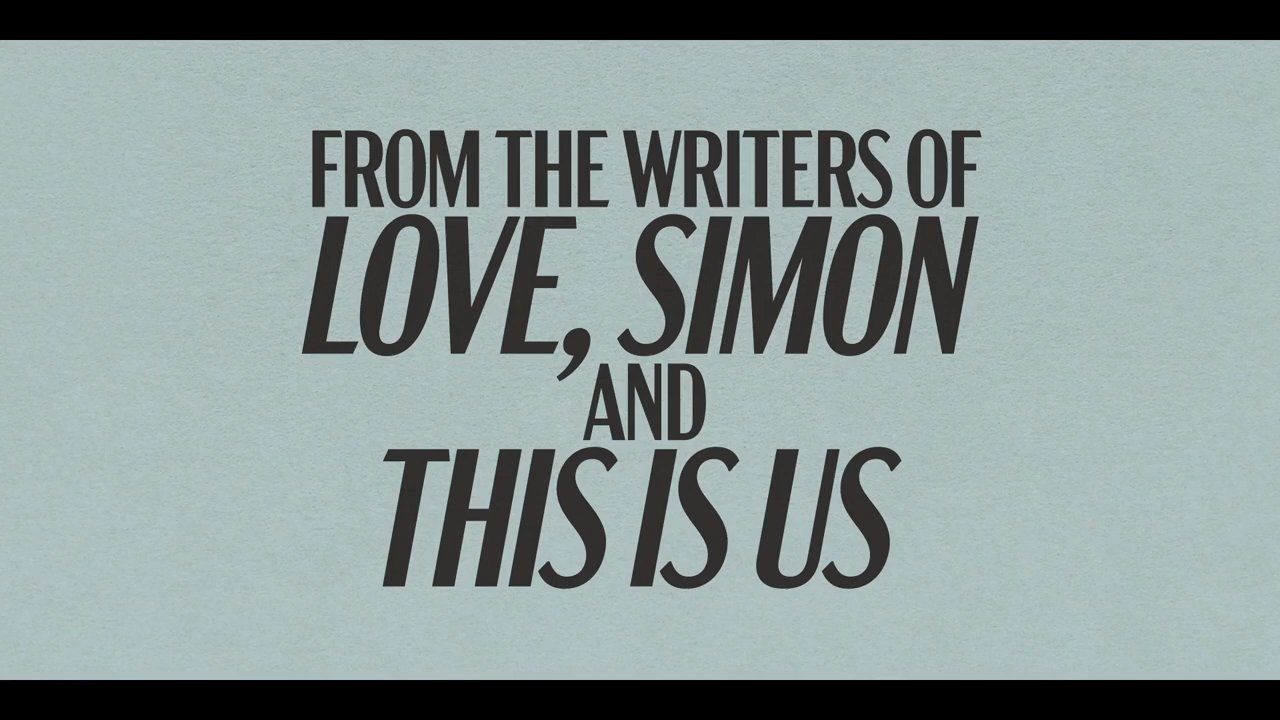 FROM THE WRITERS OF
LOVE, SIMON
AND
THIS IS US